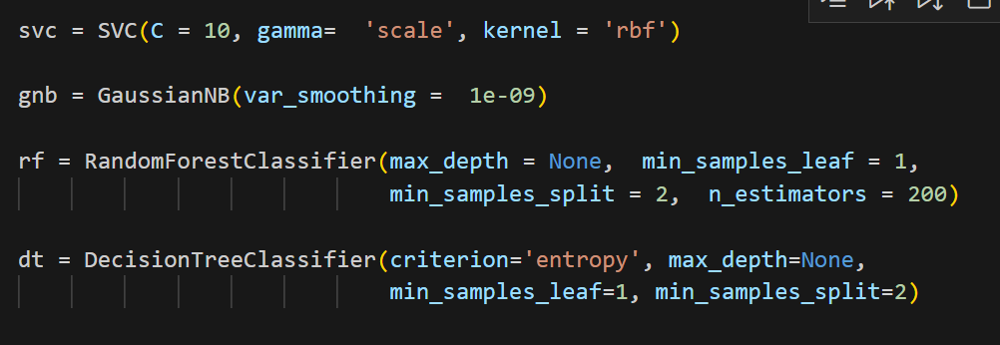 svc = SVC(C = 10, gamma=  'scale', kernel = 'rbf')
gnb = GaussianNB(var_smoothing =  1e-09)
rf = RandomForestClassifier(max_depth = None,  min_samples_leaf = 1,
                            min_samples_split = 2,  n_estimators = 200)
dt = DecisionTreeClassifier(criterion='entropy', max_depth=None,
                            min_samples_leaf=1, min_samples_split=2)